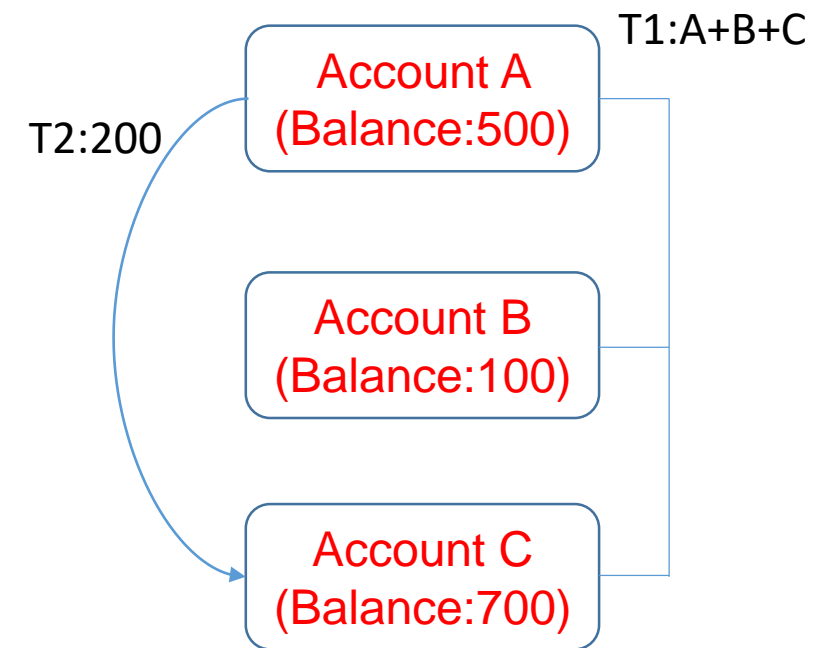 T1:A+B+C
Account A
(Balance:500)
T2:200
Account B
(Balance:100)
Account C
(Balance:700)